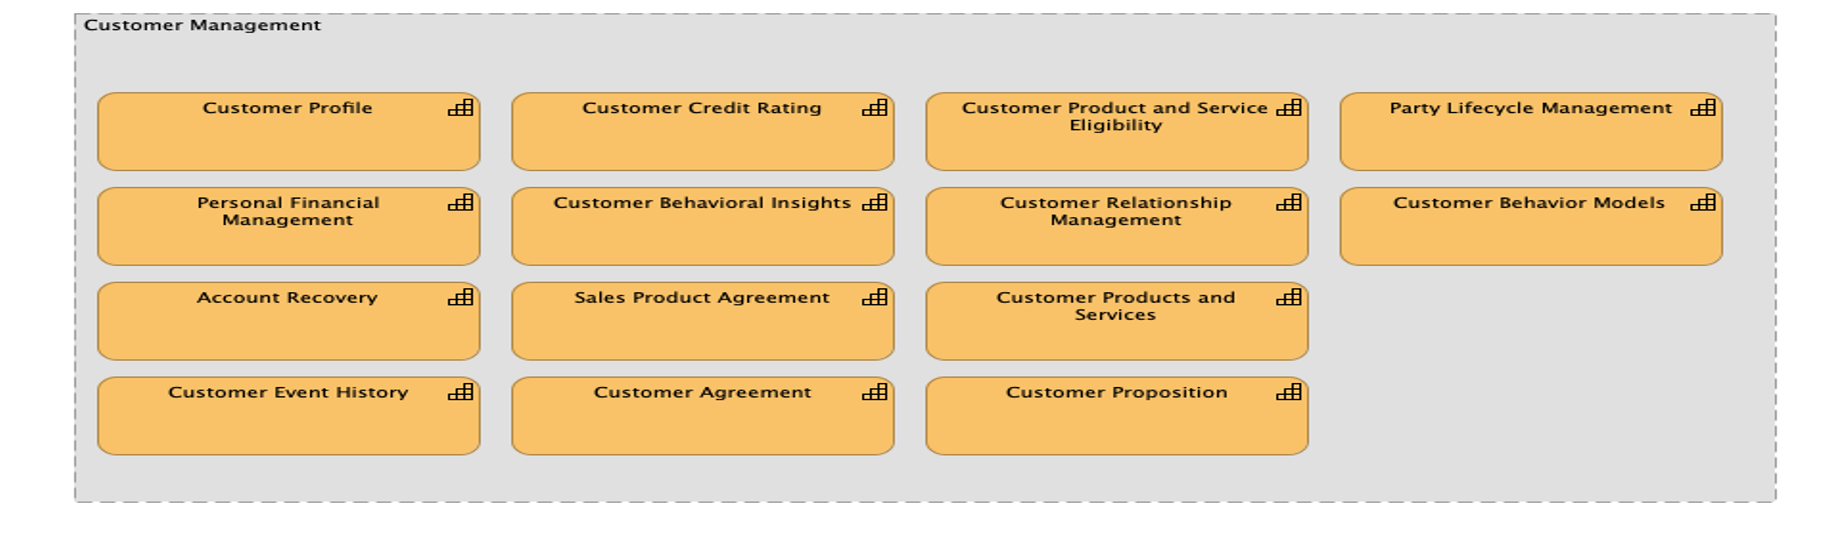 Customer Management
Customer Profile
Customer Credit Rating
Customer Product and Service
Eligibility
Party Lifecycle Management
Personal Financial
Management
Customer Behavioral Insights
Customer Relationship
Management
Customer Behavior Models
Account Recovery
Sales Product Agreement
Customer Products and
Services
Customer Event History
Customer Agreement
Customer Proposition